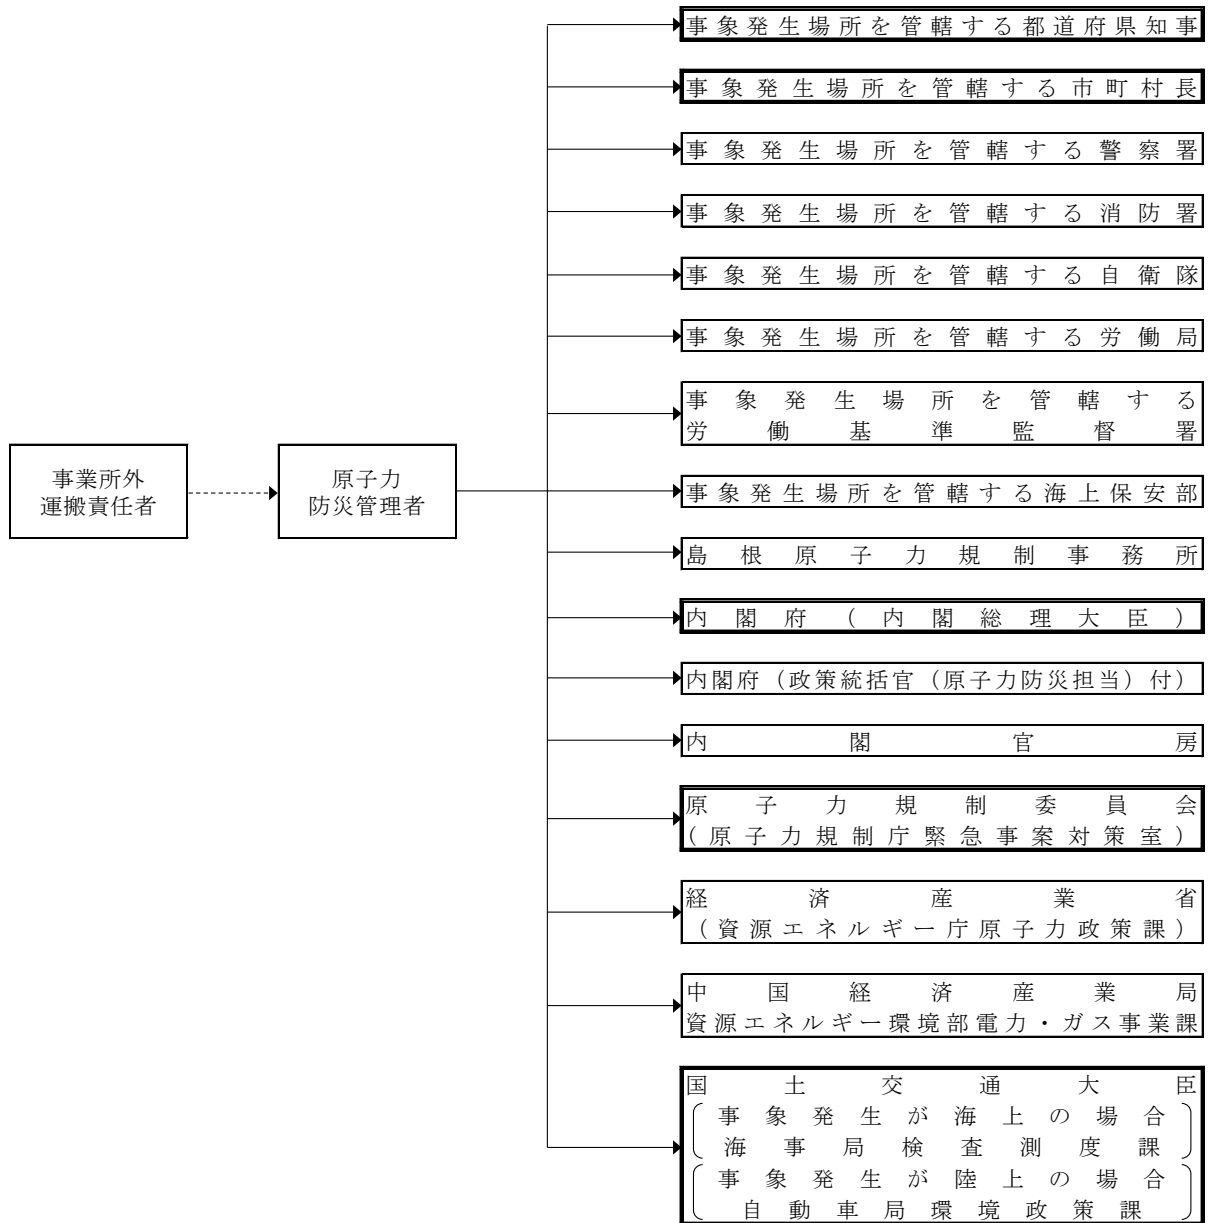 事象発生場所を管轄する都道府県知事
事象発生場所を管轄する市町村長
事象発生場所を管轄する警察署
事象発生場所を管轄する消防署
事象発生場所を管轄する自衛隊
事象発生場所を管轄する労働局
事象発生場所を管轄する
労働基準監督署
事業所外
運搬責任者
原子力
防災管理者
事象発生場所を管轄する海上保安部
島根原子力規制事務所
内閣府(内閣総理大臣)
内閣府(政策統括官(原子力防災担当)付)
内閣官房
原子力規制委員会
(原子力規制庁緊急事案対策室)
経済産業省
(資源エネルギー庁原子力政策課)
中国経済産業局
資源エネルギー環境部電力・ガス事業課
国土交通大臣
事象発生が海上の場合
海事局検査測度課
事象発生が陸上の場合
自動車局環境政策課